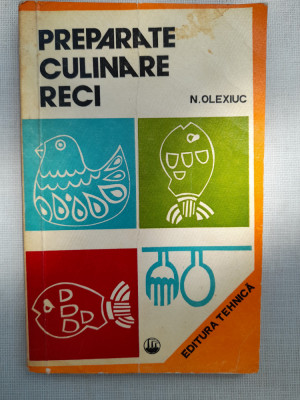 PREPARATE
CULINARE
RECI
N. OLEXIUC
EDITURA TEHNICĂ